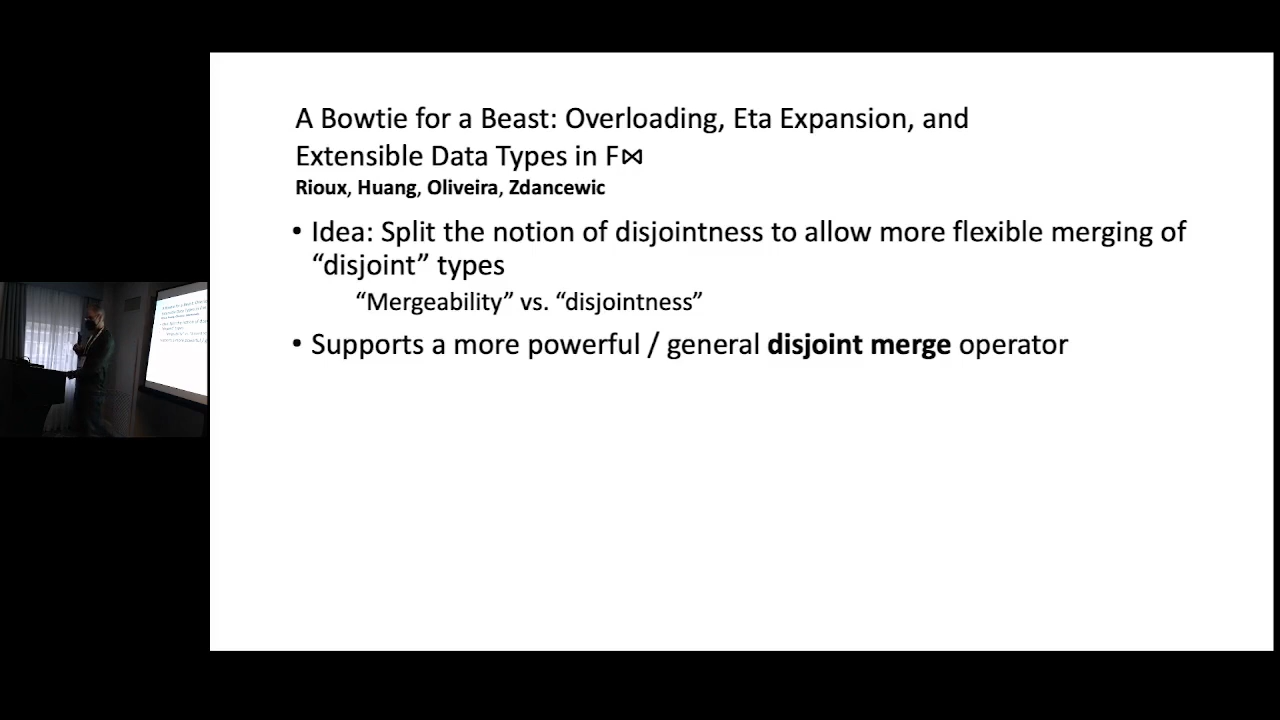 A Bowtie for a Beast: Overloading, Eta Expansion, and
Extensible Data Types in F⋈
Rioux, Huang, Oliveira, Zdancewic
• Idea: Split the notion of disjointness to allow more flexible merging of
“disjoint” types
“Mergeability” vs. “disjointness”
• Supports a more powerful / general disjoint merge operator